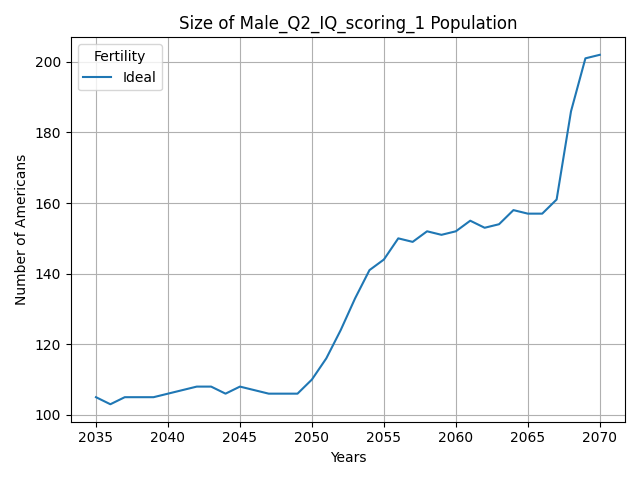 Size of Male_Q2_IQ_scoring_1 Population
Fertility
Ideal
Number of Americans
200
180
160
140
120
100
2035 2040 2045 2050 2055 2060 2065 2070
Years